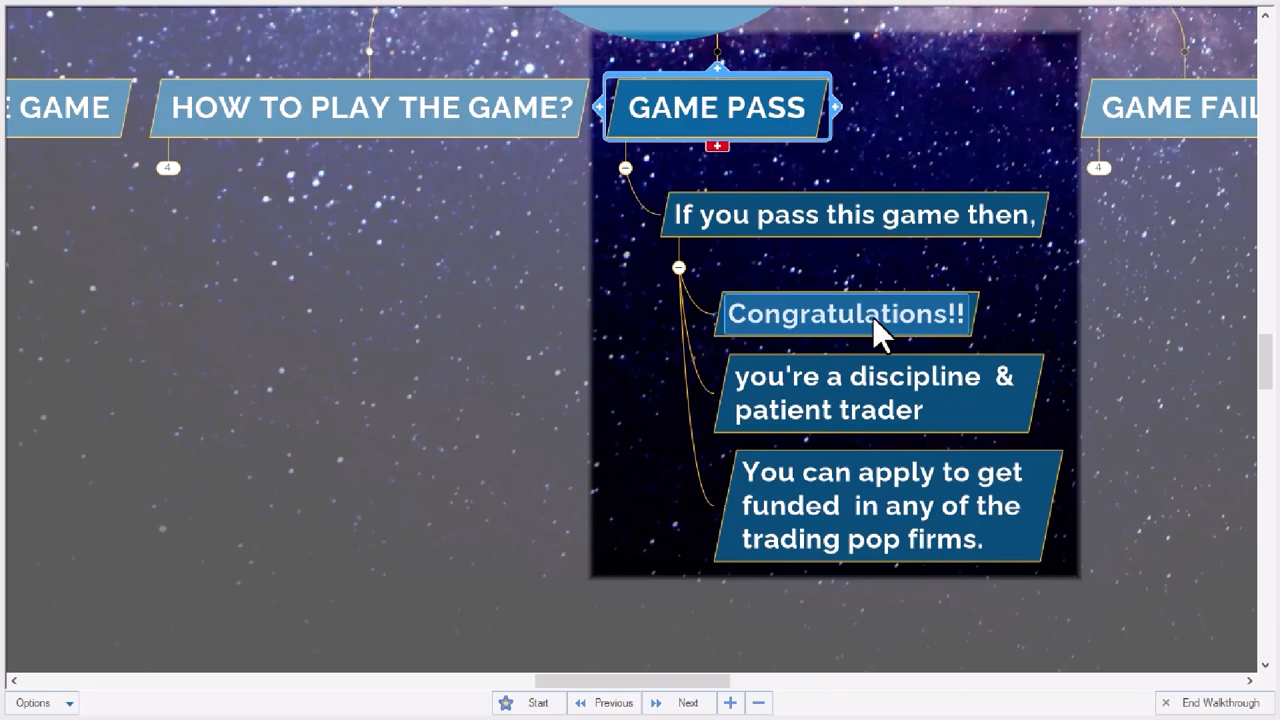 E GAME
HOW TO PLAY THE GAME?
GAME PASS
GAME FAIL
4
4
If you pass this game then,
Congratulations!!
you're a discipline &
patient trader
You can apply to get
funded in any of the
trading pop firms.
Options
Start
Previous
Next
End Walkthrough